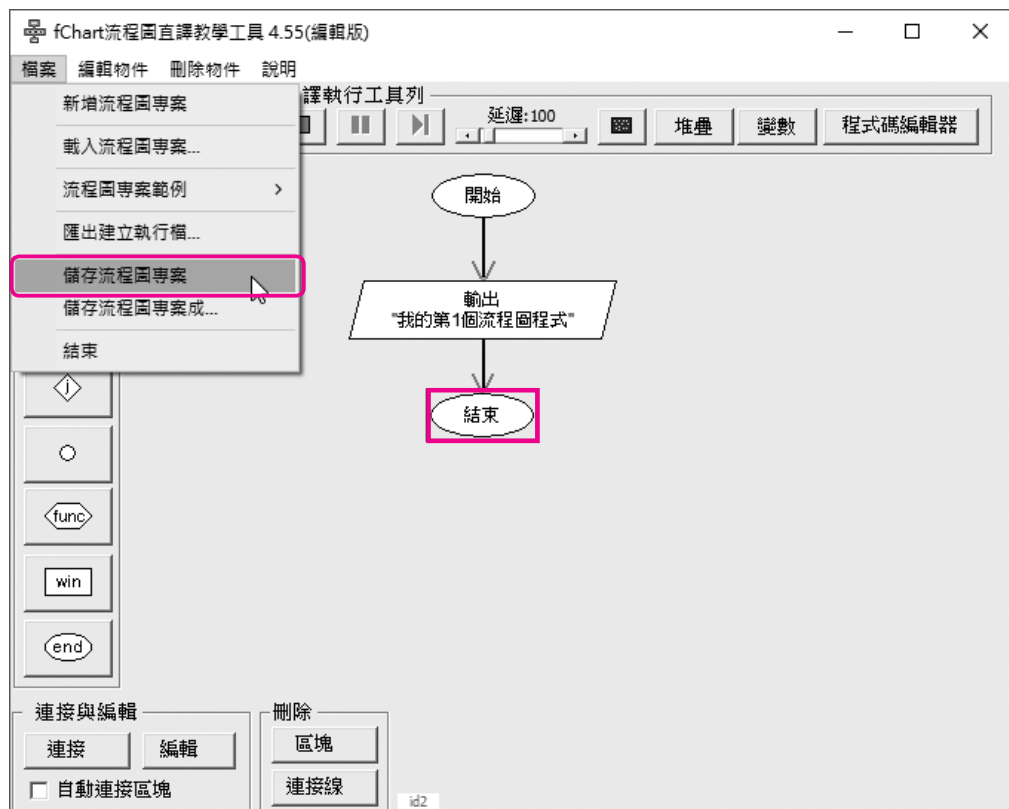 fChart流程圖直譯教學工具 4.55(編輯版)
檔案 編輯物件 刪除物件 說明
新增流程圖專案
載入流程圖專案...
流程圖專案範例
匯出建立執行檔...
儲存流程圖專案
儲存流程圖專案成...
結束
譯執行工具列
延遲:100
堆疊 變數 程式碼編輯器
開始
輸出
"我的第1個流程圖程式"
結束
i
func
win
end
連接與編輯
連接 編輯
自動連接區塊
刪除
區塊
連接線
id2